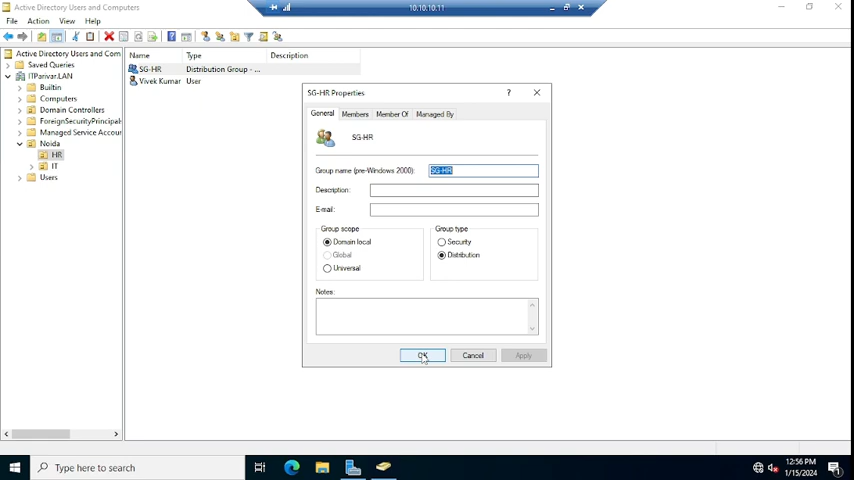 Active Directory Users and Computers
10.10.10.11
File Action View Help
Active Directory Users and Com
Saved Queries
ITParivar.LAN
Builtin
Computers
Domain Controllers
ForeignSecurityPrincipal:
Managed Service Accour
Noida
HR
IT
Users
Name Type Description
SG-HR Distribution Group - ...
Vivek Kumar User
SG-HR Properties
General Members Member Of Managed By
SG-HR
Group name (pre-Windows 2000): SG-HR
Description:
E-mail:
Group scope Group type
Domain local Security
Global Distribution
Universal
Notes:
OK Cancel Apply
Type here to search
12:56 PM
1/15/2024
1